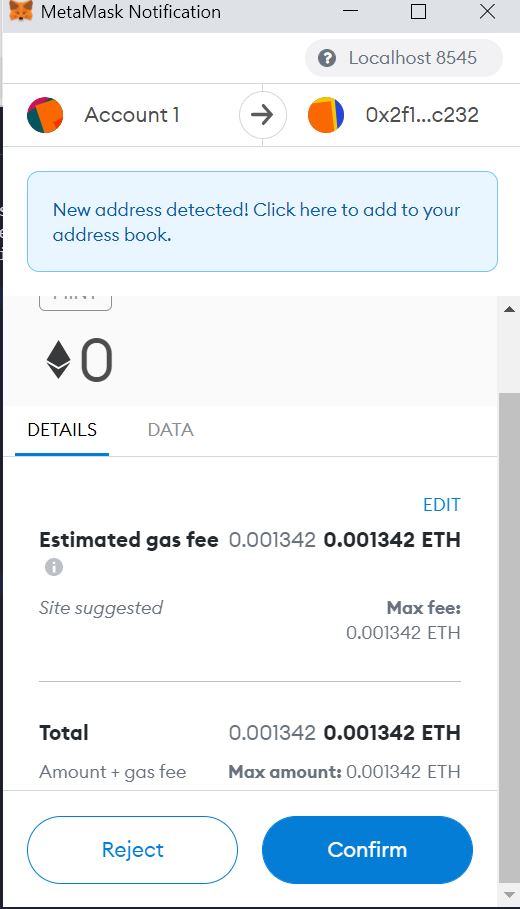 MetaMask Notification
Localhost 8545
Account 1
0x2f1...c232
New address detected! Click here to add to your
address book.
MINT
0
DETAILS DATA
EDIT
Estimated gas fee 0.001342 0.001342 ETH
Site suggested Max fee:
0.001342 ETH
Total 0.001342 0.001342 ETH
Amount + gas fee Max amount: 0.001342 ETH
Reject Confirm